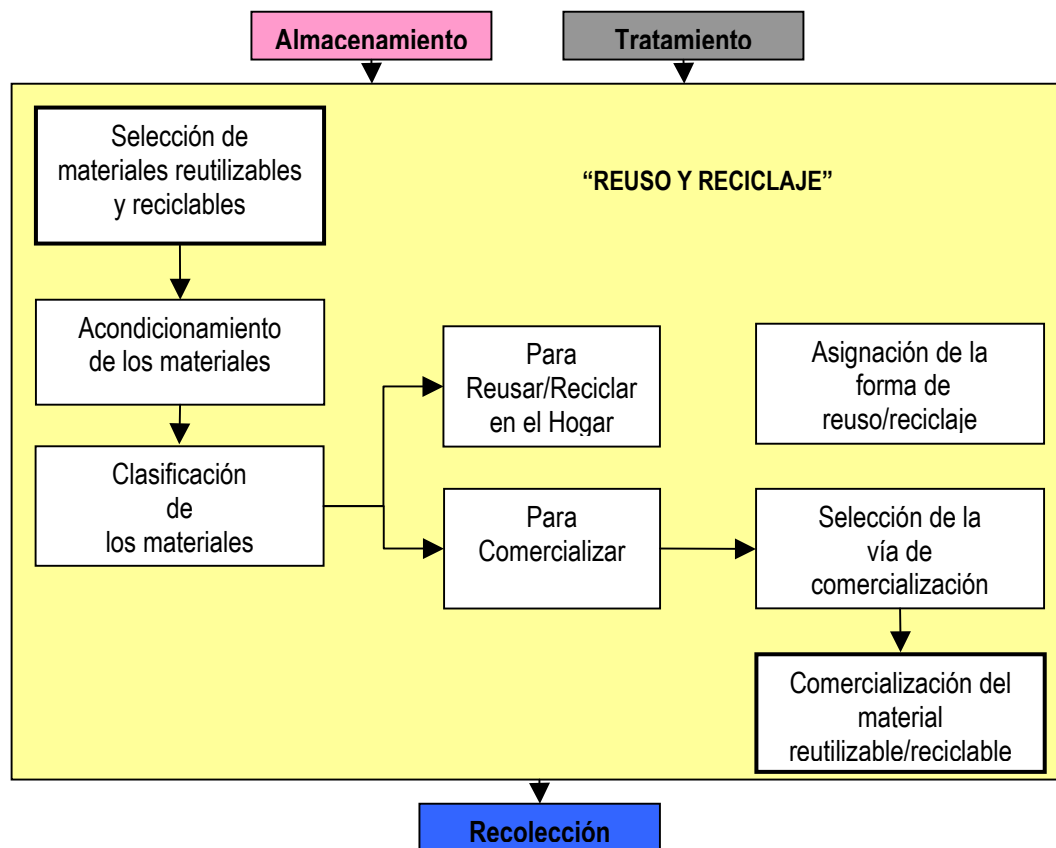 Almacenamiento
Tratamiento
Selección de
materiales reutilizables
y reciclables
“REUSO Y RECICLAJE”
Acondicionamiento
de los materiales
Para
Reusar/Reciclar
en el Hogar
Asignación de la
forma de
reuso/reciclaje
Clasificación
de
los materiales
Para
Comercializar
Selección de la
vía de
comercialización
Comercialización del
material
reutilizable/reciclable
Recolección